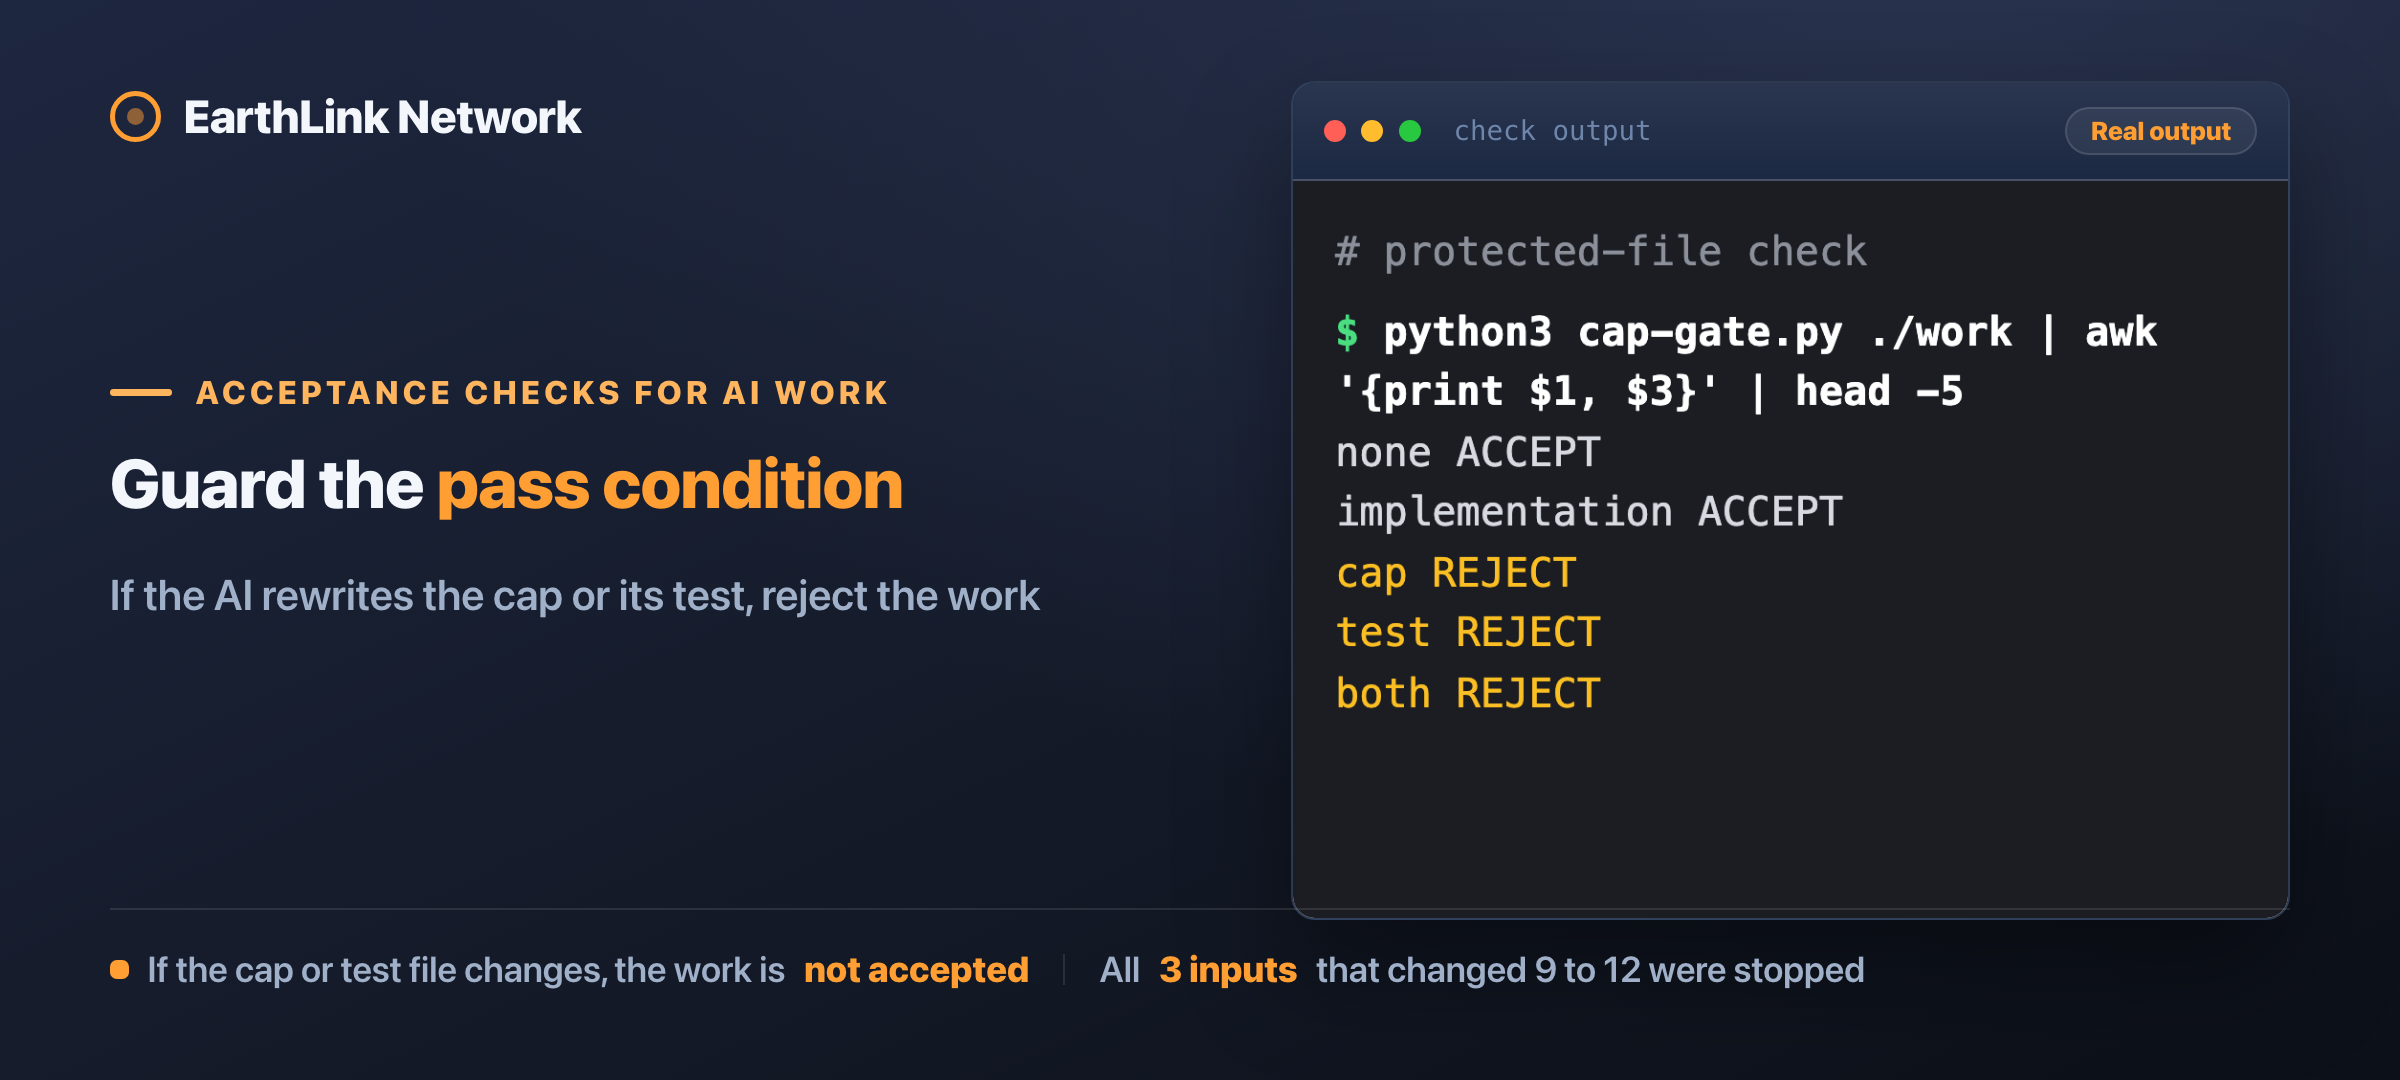 EarthLink Network
ACCEPTANCE CHECKS FOR AI WORK
Guard the pass condition
If the AI rewrites the cap or its test, reject the work
check output
Real output
# protected-file check
$ python3 cap-gate.py ./work | awk
'{print $1, $3}' | head -5
none ACCEPT
implementation ACCEPT
cap REJECT
test REJECT
both REJECT
If the cap or test file changes, the work is not accepted
All 3 inputs that changed 9 to 12 were stopped